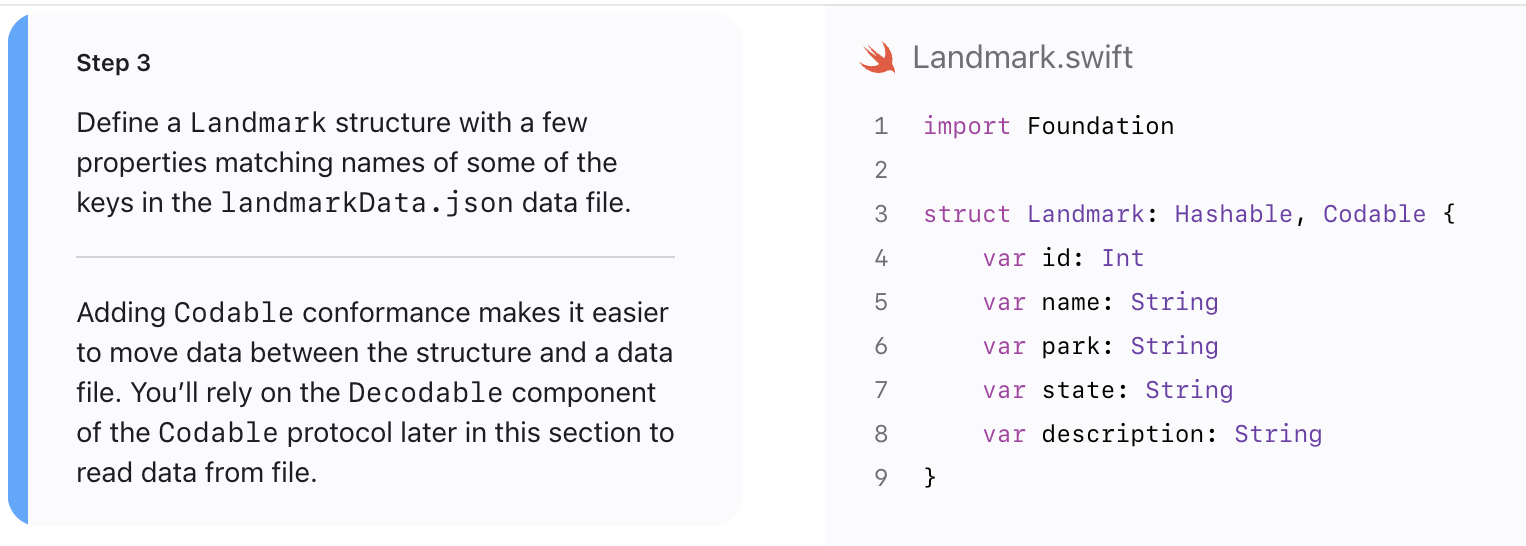 Step 3
Define a Landmark structure with a few
properties matching names of some of the
keys in the landmarkData.json data file.
Adding Codable conformance makes it easier
to move data between the structure and a data
file. You’ll rely on the Decodable component
of the Codable protocol later in this section to
read data from file.
Landmark.swift
1 import Foundation
2
3 struct Landmark: Hashable, Codable {
4     var id: Int
5     var name: String
6     var park: String
7     var state: String
8     var description: String
9 }